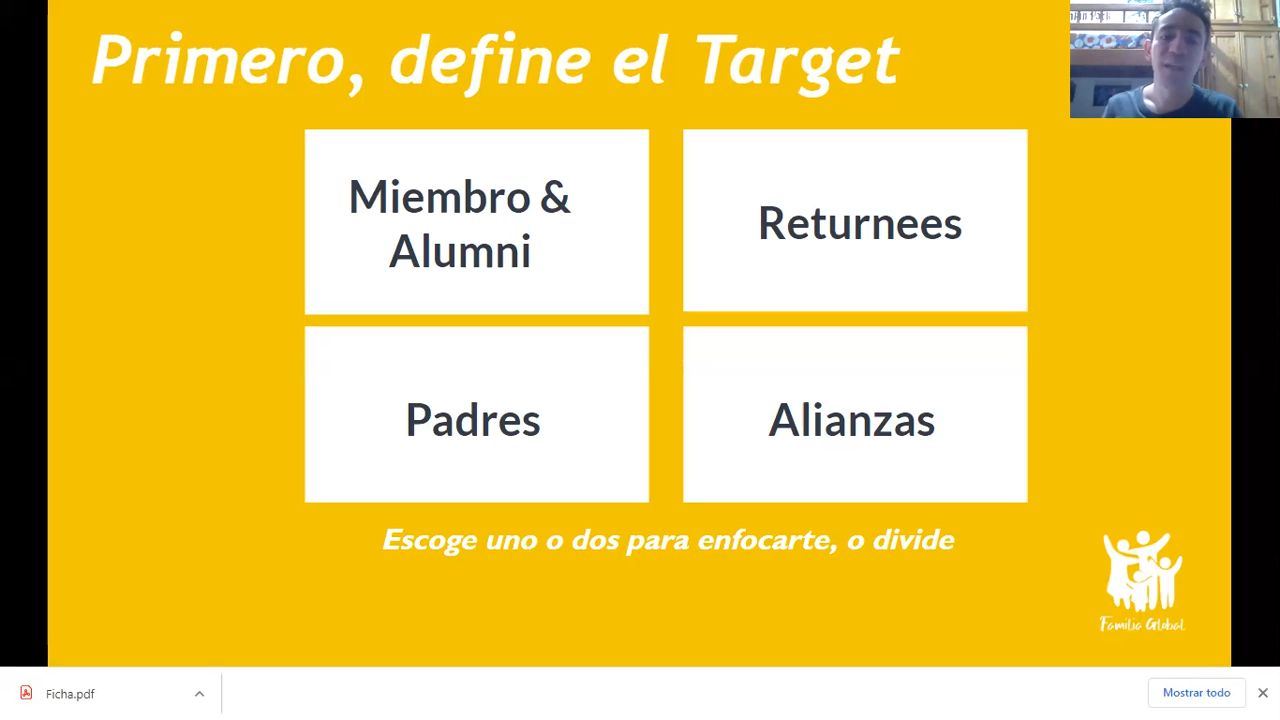 Primero, define el Target
Miembro &
Alumni
Returnees
Padres
Alianzas
Escoge uno o dos para enfocarte, o divide
Familia Global
Ficha.pdf
Mostrar todo